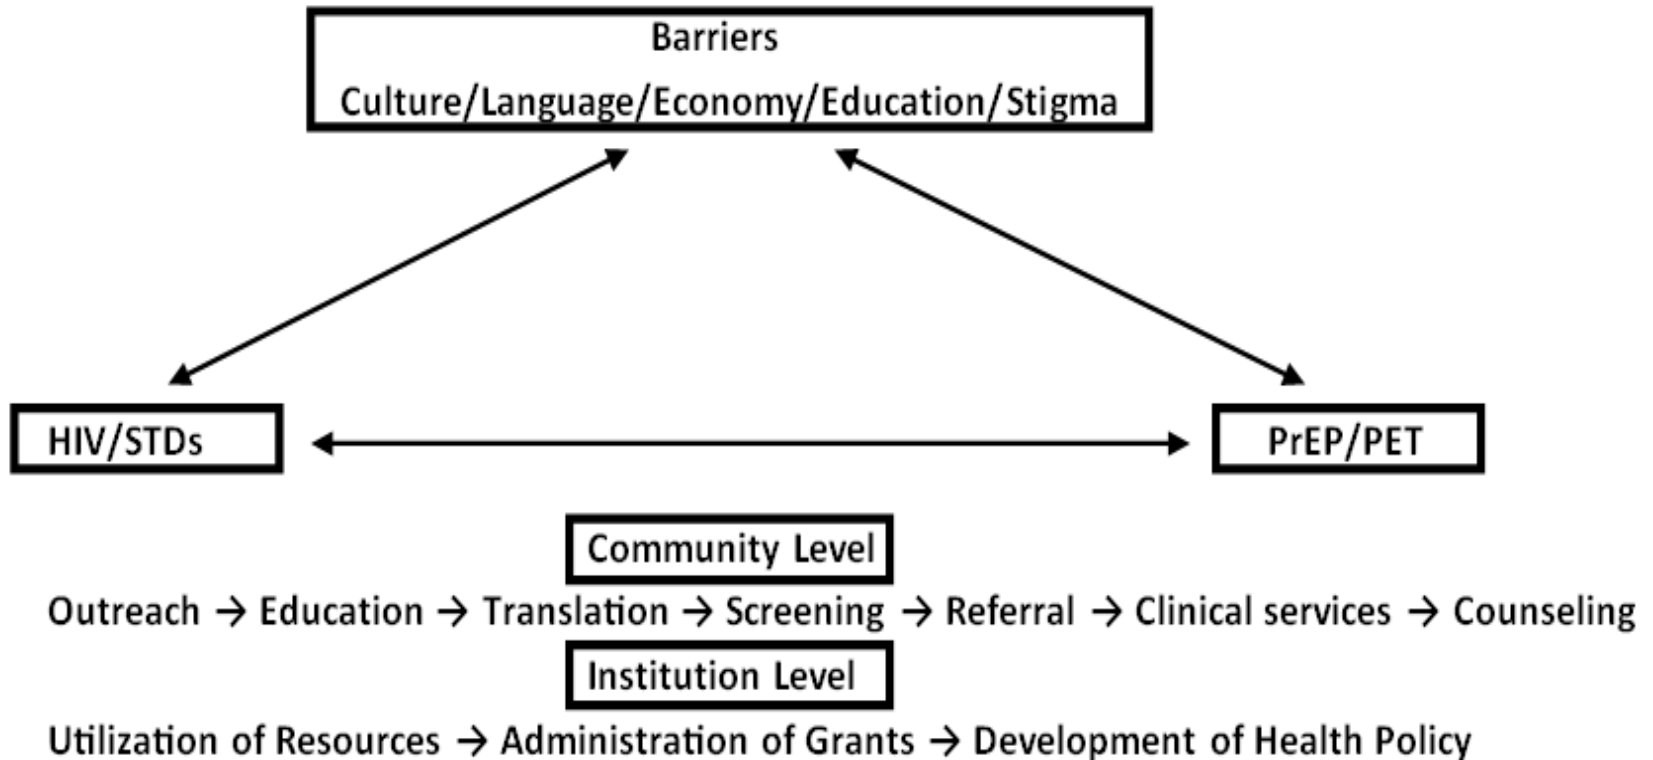 Barriers
Culture/Language/Economy/Education/Stigma
HIV/STDs
PrEP/PET
Community Level
Outreach → Education → Translation → Screening → Referral → Clinical services → Counseling
Institution Level
Utilization of Resources → Administration of Grants → Development of Health Policy